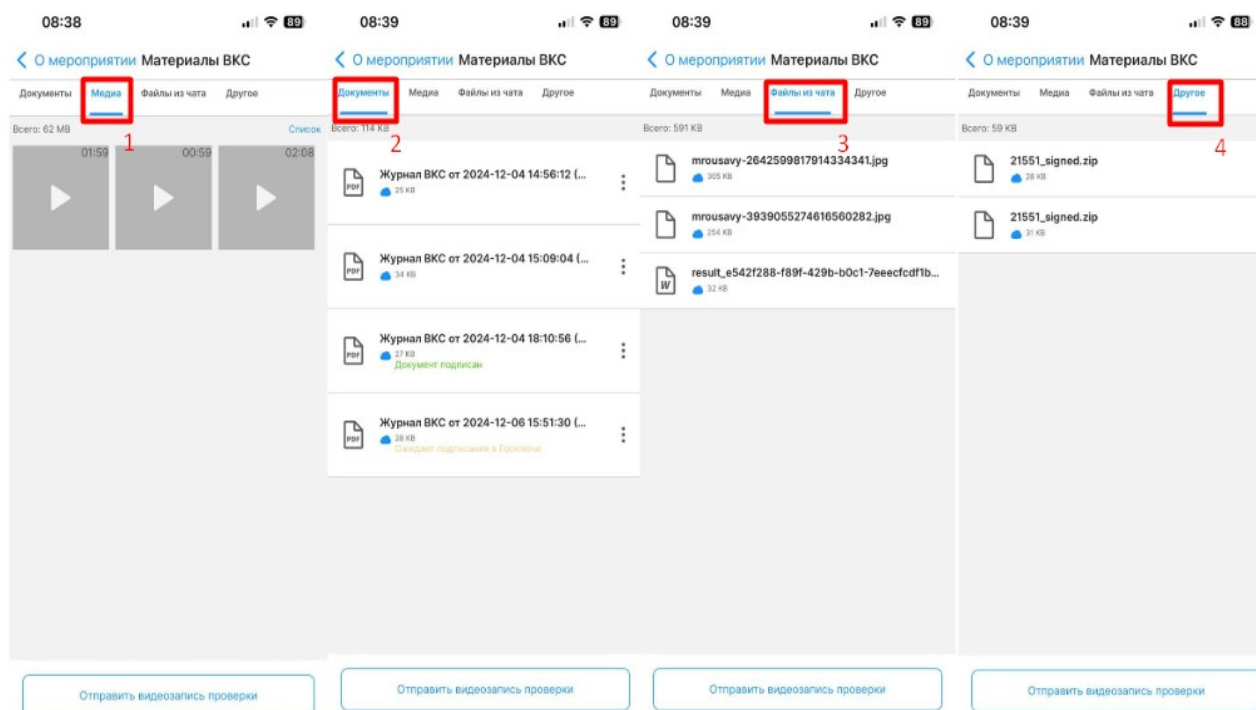 08:38
89
О мероприятии Материалы ВКС
Документы Медиа Файлы из чата Другое
1
Всего: 62 MB Список
01:59 00:59 02:08
Отправить видеозапись проверки
08:39
89
О мероприятии Материалы ВКС
Документы Медиа Файлы из чата Другое
Всего: 114 KB
2
PDF
Журнал ВКС от 2024-12-04 14:56:12 (...
25 KB
PDF
Журнал ВКС от 2024-12-04 15:09:04 (...
34 KB
PDF
Журнал ВКС от 2024-12-04 18:10:56 (...
27 KB
Документ подписан
PDF
Журнал ВКС от 2024-12-06 15:51:30 (...
28 KB
Ожидает подписания в Госключе
Отправить видеозапись проверки
08:39
89
О мероприятии Материалы ВКС
Документы Медиа Файлы из чата Другое
Всего: 591 KB
3
mrousavy-2642599817914334341.jpg
305 KB
mrousavy-3939055274616560282.jpg
254 KB
W
result_e542f288-f89f-429b-b0c1-7eeecfcdf1b...
32 KB
Отправить видеозапись проверки
08:39
88
О мероприятии Материалы ВКС
Документы Медиа Файлы из чата Другое
Всего: 59 KB
4
21551_signed.zip
28 KB
21551_signed.zip
31 KB
Отправить видеозапись проверки